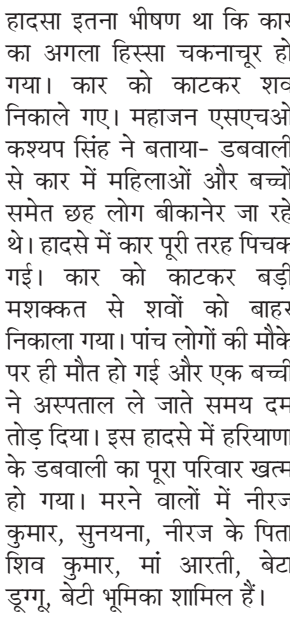 हादसा इतना भीषण था कि कार
का अगला हिस्सा चकनाचूर हो
गया। कार को काटकर शव
निकाले गए। महाजन एसएचओ
कश्यप सिंह ने बताया- डबवाली
से कार में महिलाओं और बच्चों
समेत छह लोग बीकानेर जा रहे
थे। हादसे में कार पूरी तरह पिचक
गई। कार को काटकर बड़ी
मशक्कत से शवों को बाहर
निकाला गया। पांच लोगों की मौके
पर ही मौत हो गई और एक बच्ची
ने अस्पताल ले जाते समय दम
तोड़ दिया। इस हादसे में हरियाणा
के डबवाली का पूरा परिवार खत्म
हो गया। मरने वालों में नीरज
कुमार, सुनयना, नीरज के पिता
शिव कुमार, मां आरती, बेटा
डूग्गू, बेटी भूमिका शामिल हैं।